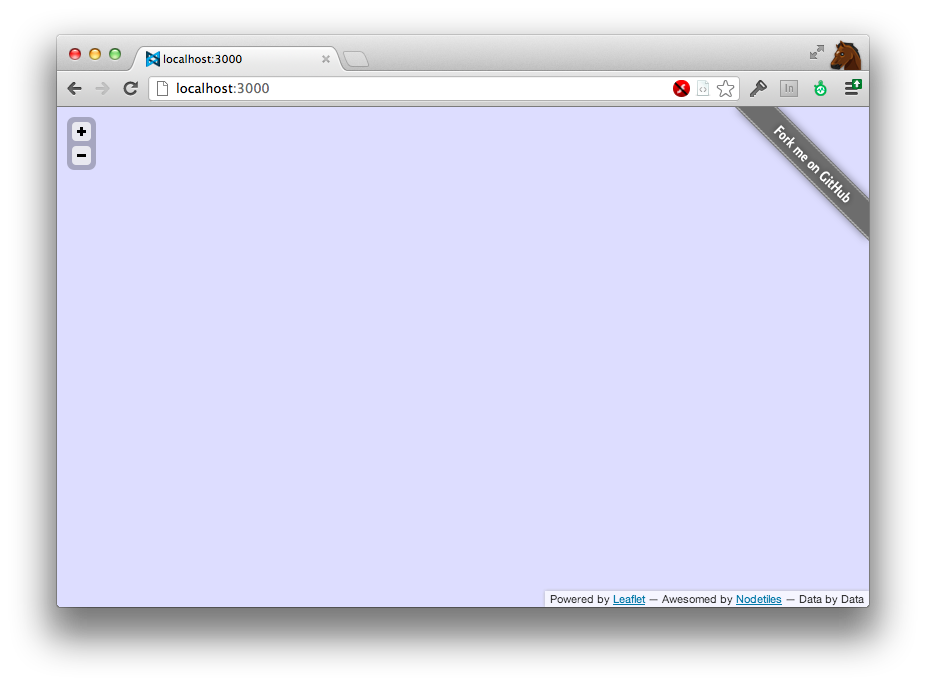 localhost:3000
localhost:3000
In
+
−
Fork me on GitHub
Powered by Leaflet — Awesomed by Nodetiles — Data by Data